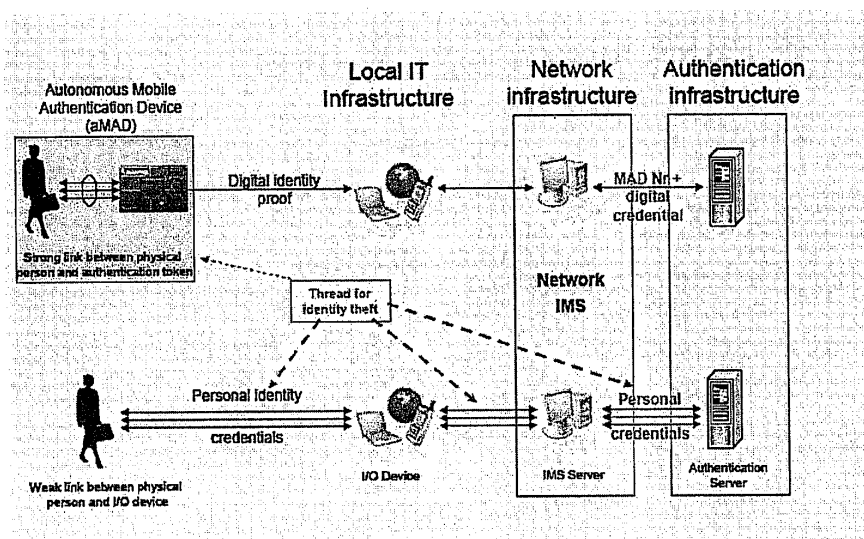 Local IT
Infrastructure
Network
infrastructure
Authentication
infrastructure
Autonomous Mobile
Authentication Device
(aMAD)
Digital identity
proof
MAD Nr. +
digital
credential
Strong link between physical
person and authentication token
Thread for
identity theft
Network
IMS
Personal Identity
credentials
Personal
credentials
I/O Device
IMS Server
Authentication
Server
Weak link between physical
person and I/O device